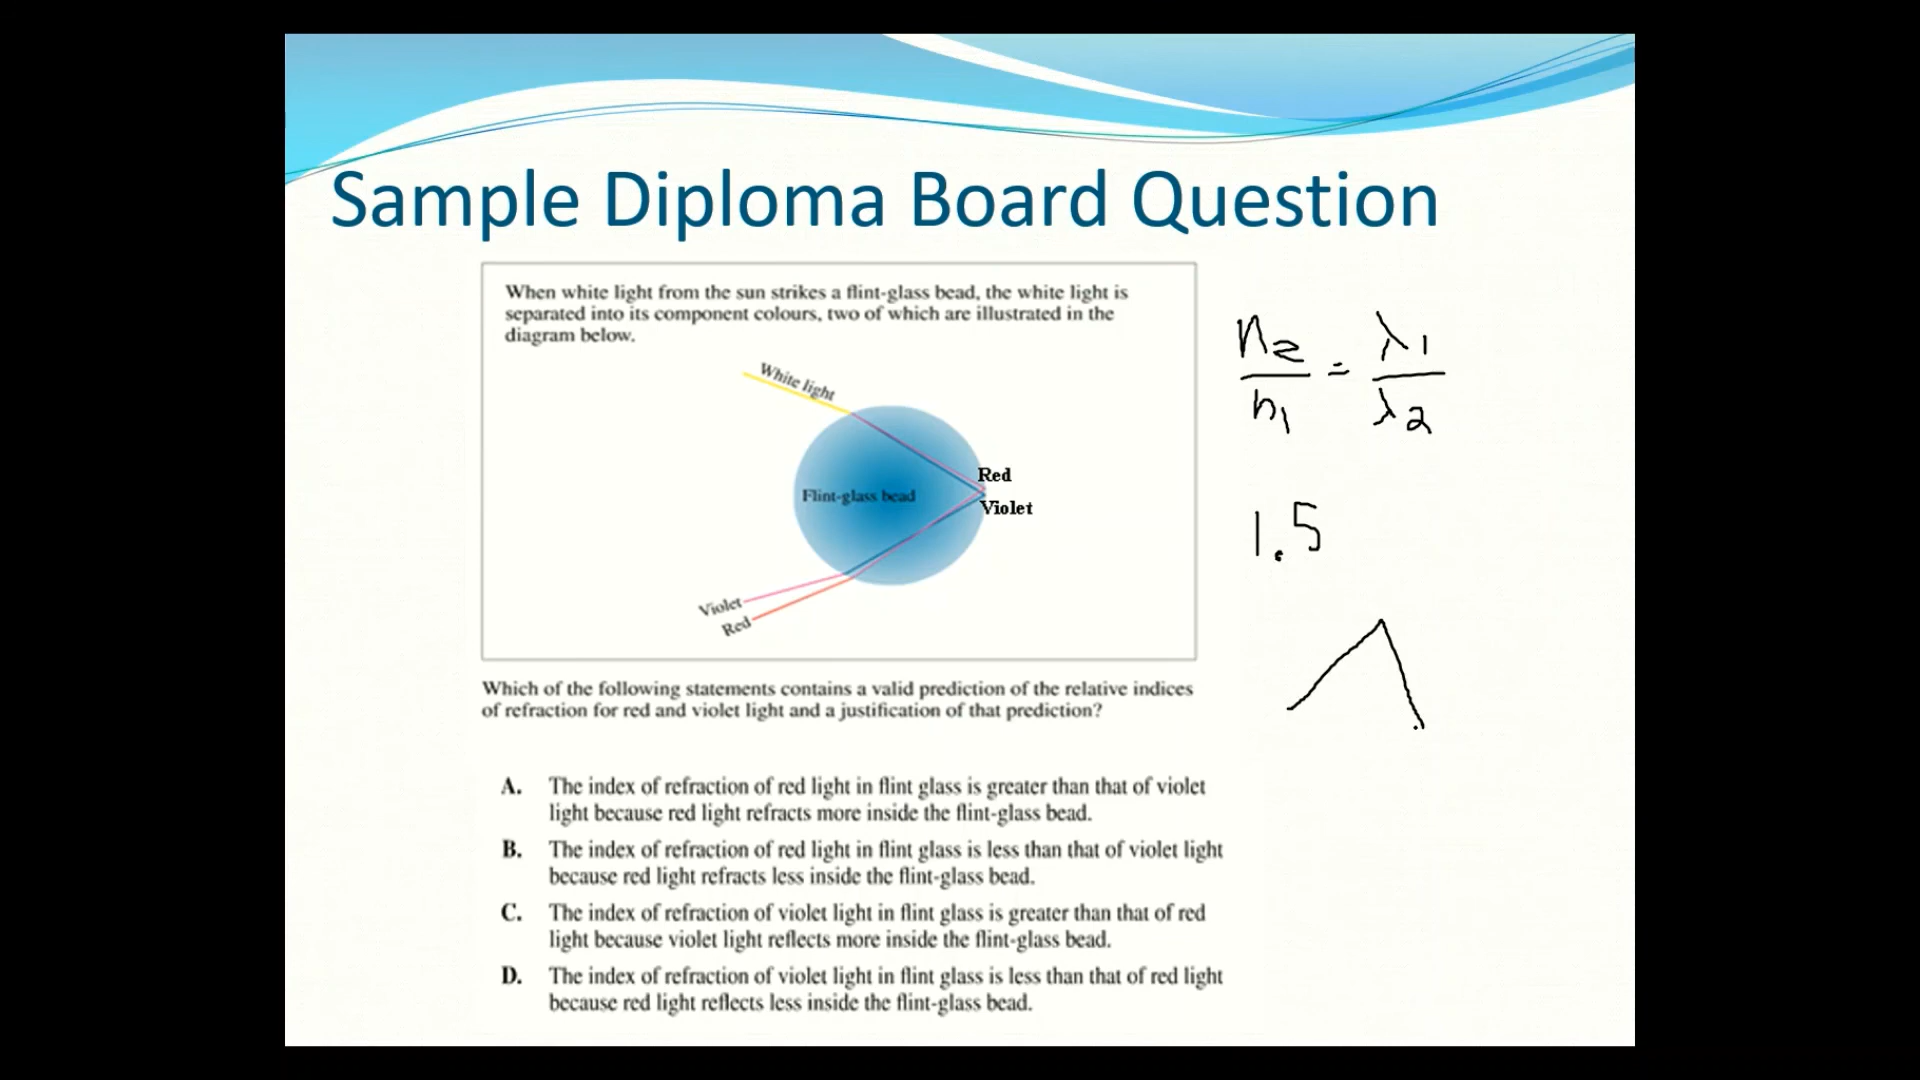 Sample Diploma Board Question
When white light from the sun strikes a flint-glass bead, the white light is
separated into its component colours, two of which are illustrated in the
diagram below.
White light
Flint-glass bead
Red
Violet
Violet
Red
n2/n1 = λ1/λ2
1.5
Which of the following statements contains a valid prediction of the relative indices
of refraction for red and violet light and a justification of that prediction?
A. The index of refraction of red light in flint glass is greater than that of violet
light because red light refracts more inside the flint-glass bead.
B. The index of refraction of red light in flint glass is less than that of violet light
because red light refracts less inside the flint-glass bead.
C. The index of refraction of violet light in flint glass is greater than that of red
light because violet light reflects more inside the flint-glass bead.
D. The index of refraction of violet light in flint glass is less than that of red light
because red light reflects less inside the flint-glass bead.